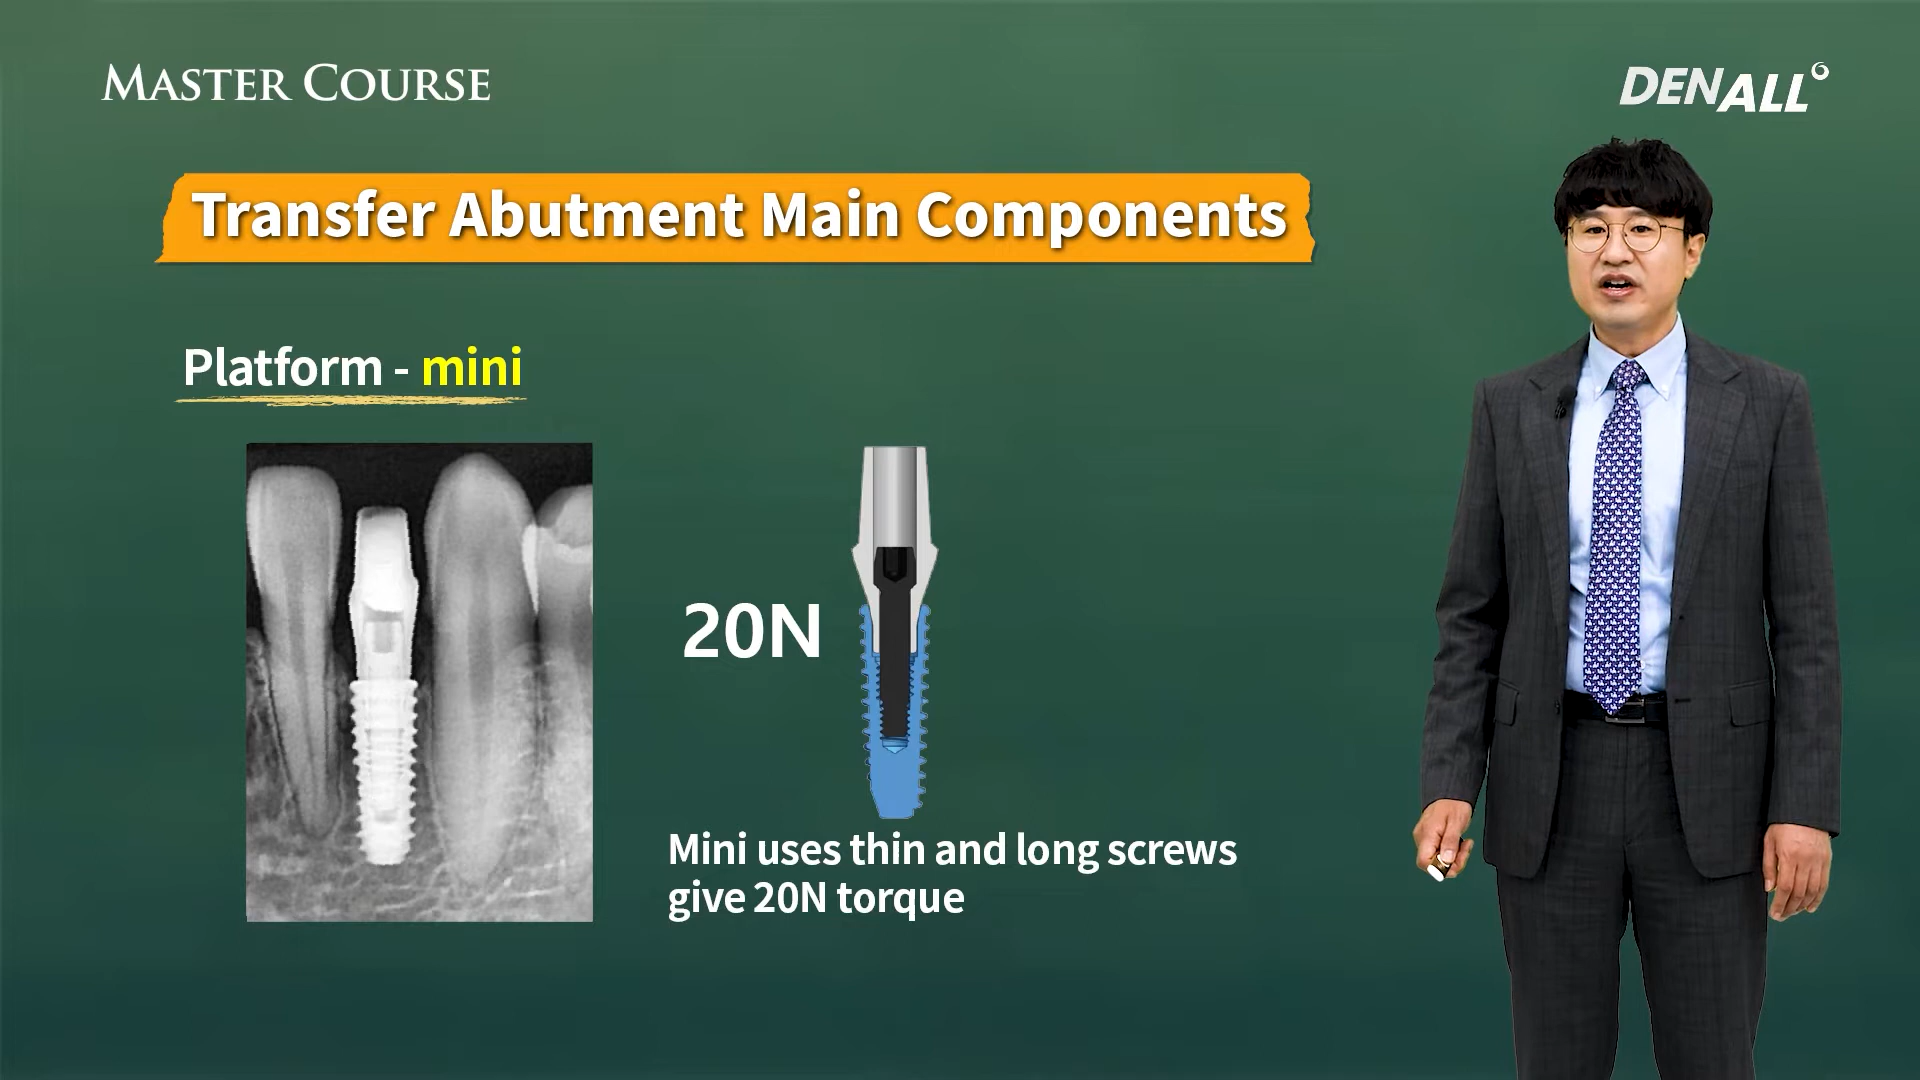 MASTER COURSE
DENALL
Transfer Abutment Main Components
Platform - mini
20N
Mini uses thin and long screws
give 20N torque